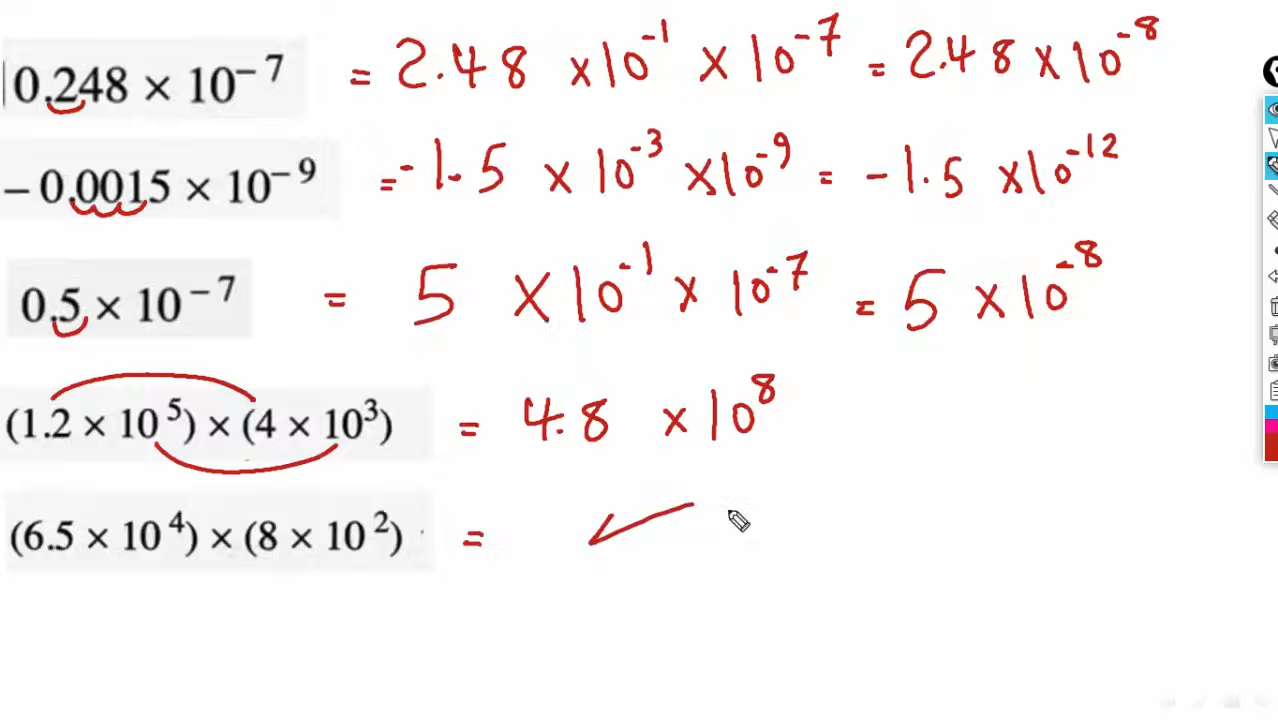 0.248 × 10⁻⁷ = 2.48 ×10⁻¹ × 10⁻⁷ = 2.48 × 10⁻⁸
− 0.0015 × 10⁻⁹ = -1.5 × 10⁻³ ×10⁻⁹ = -1.5 ×10⁻¹²
0.5 × 10⁻⁷ = 5 ×10⁻¹ × 10⁻⁷ = 5 ×10⁻⁸
(1.2 × 10⁵) × (4 × 10³) = 4.8 ×10⁸
(6.5 × 10⁴) × (8 × 10²) =